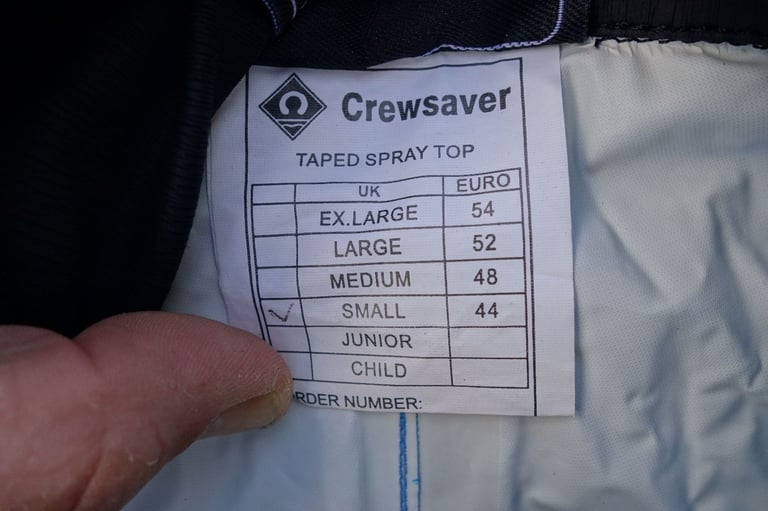 Crewsaver
TAPED SPRAY TOP
UK EURO
EX.LARGE 54
LARGE 52
MEDIUM 48
✓ SMALL 44
JUNIOR
CHILD
RDER NUMBER: